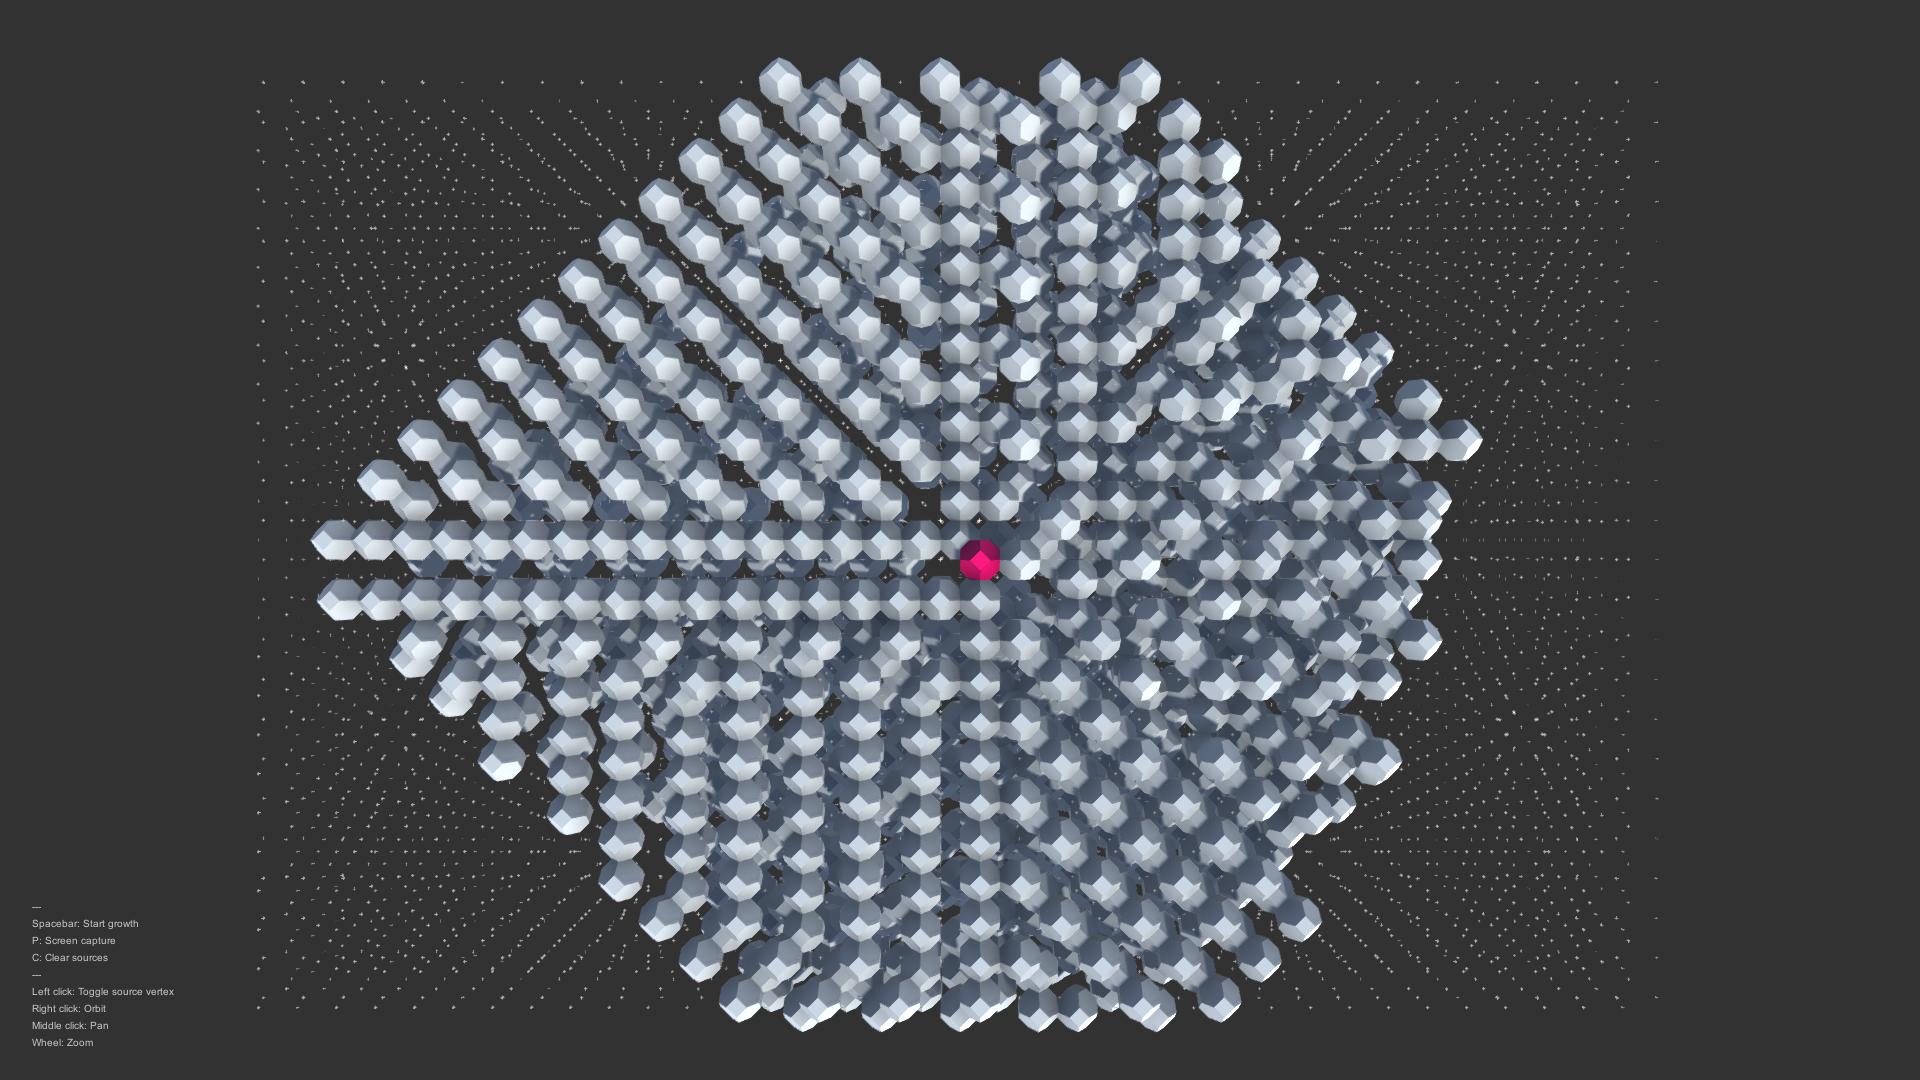 ---
Spacebar: Start growth
P: Screen capture
C: Clear sources
---
Left click: Toggle source vertex
Right click: Orbit
Middle click: Pan
Wheel: Zoom